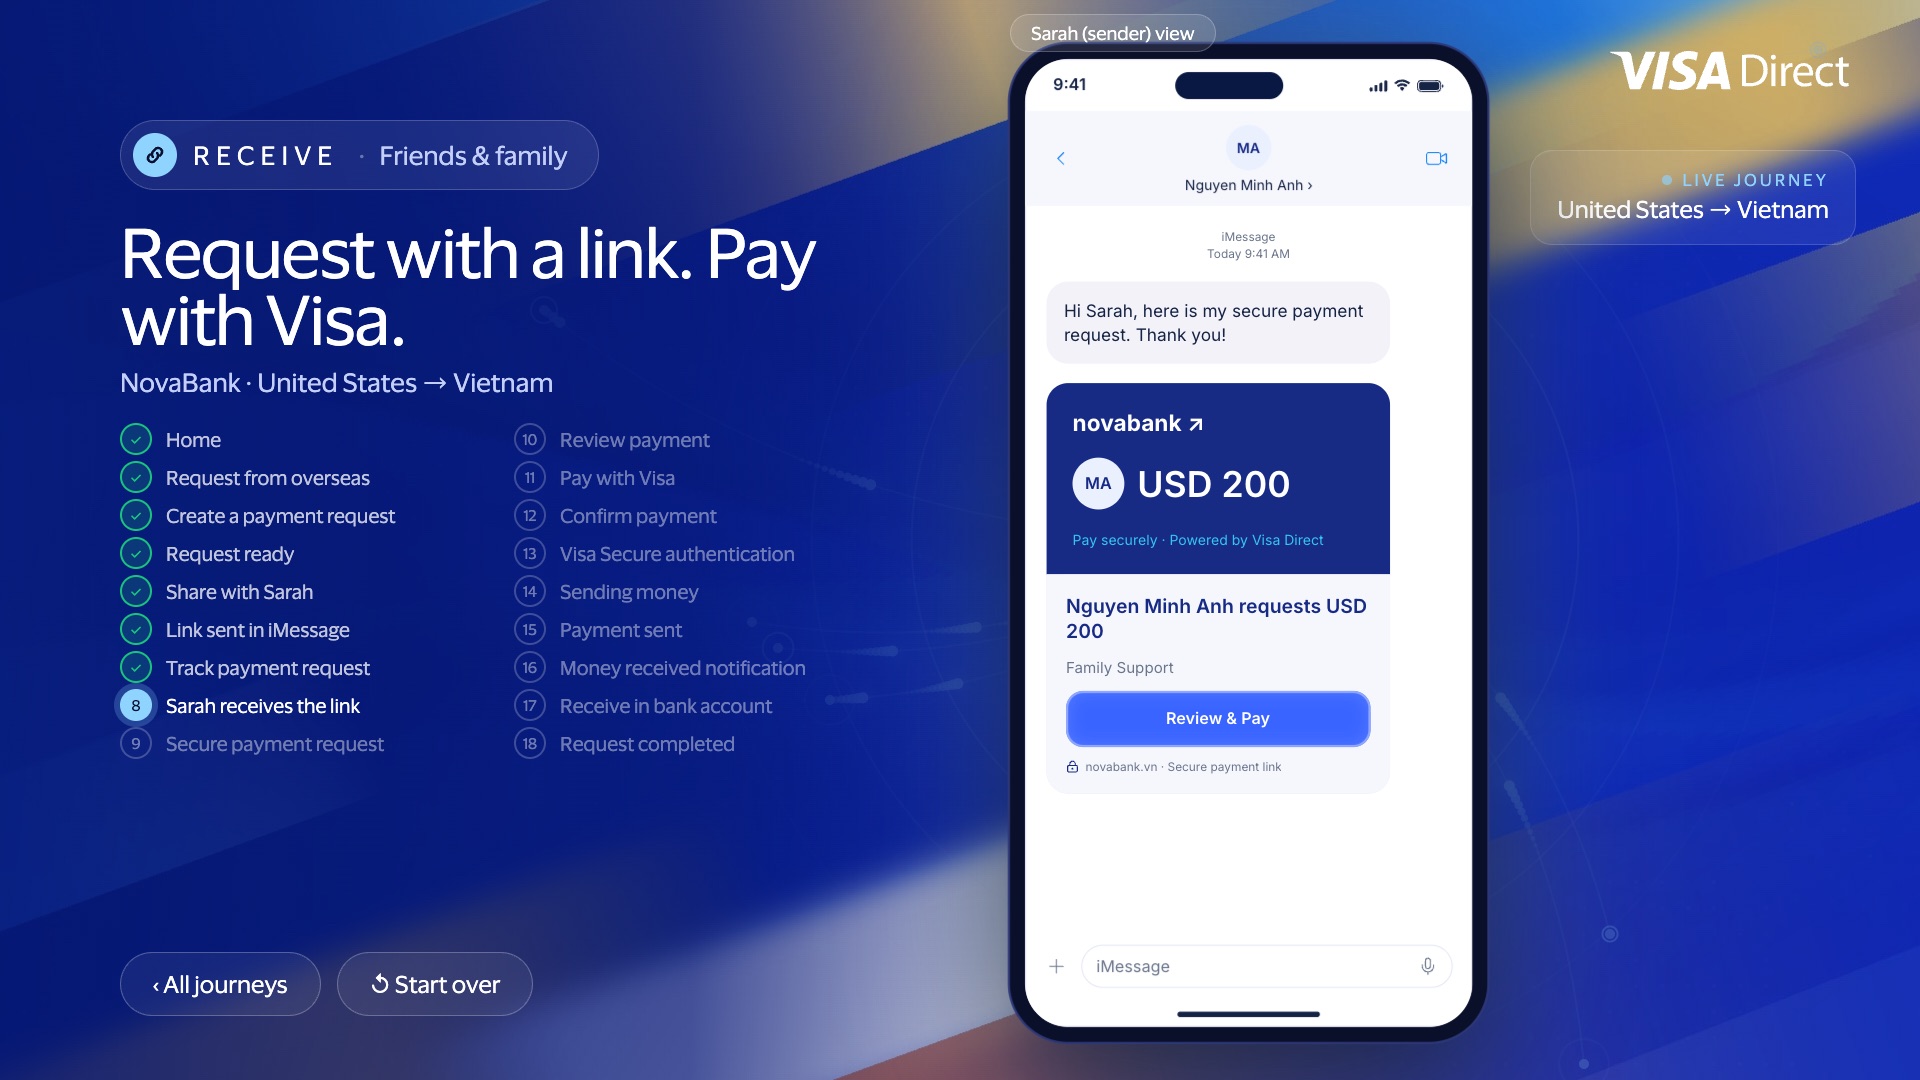 Sarah (sender) view
VISA Direct
LIVE JOURNEY
United States → Vietnam
RECEIVE · Friends & family
Request with a link. Pay
with Visa.
NovaBank · United States → Vietnam
Home
Request from overseas
Create a payment request
Request ready
Share with Sarah
Link sent in iMessage
Track payment request
8 Sarah receives the link
9 Secure payment request
10 Review payment
11 Pay with Visa
12 Confirm payment
13 Visa Secure authentication
14 Sending money
15 Payment sent
16 Money received notification
17 Receive in bank account
18 Request completed
‹ All journeys
Start over
9:41
MA
Nguyen Minh Anh ›
iMessage
Today 9:41 AM
Hi Sarah, here is my secure payment
request. Thank you!
novabank
MA USD 200
Pay securely · Powered by Visa Direct
Nguyen Minh Anh requests USD
200
Family Support
Review & Pay
novabank.vn · Secure payment link
iMessage